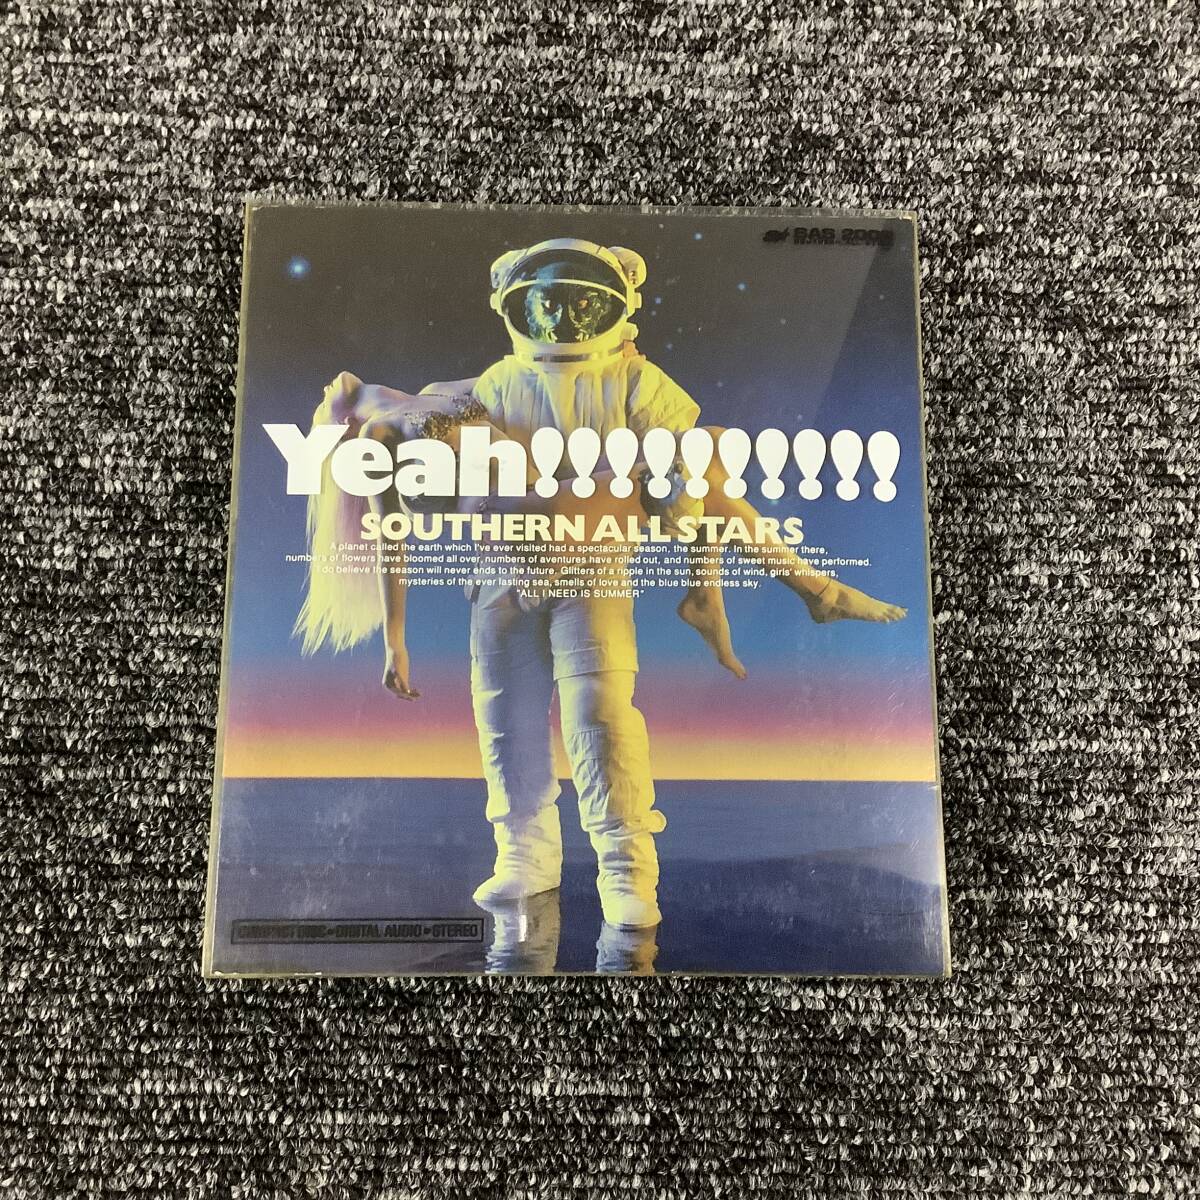 SAS 2000
Yeah!!!!!!!!!!
SOUTHERN ALL STARS
A planet called the earth which I've ever visited had a spectacular season, the summer. In the summer there,
numbers of flowers have bloomed all over, numbers of aventures have rolled out, and numbers of sweet music have performed.
I do believe the season will never ends to the future. Glitters of a ripple in the sun, sounds of wind, girls' whispers,
mysteries of the ever lasting sea, smells of love and the blue blue endless sky.
"ALL I NEED IS SUMMER"
COMPACT DISC • DIGITAL AUDIO • STEREO